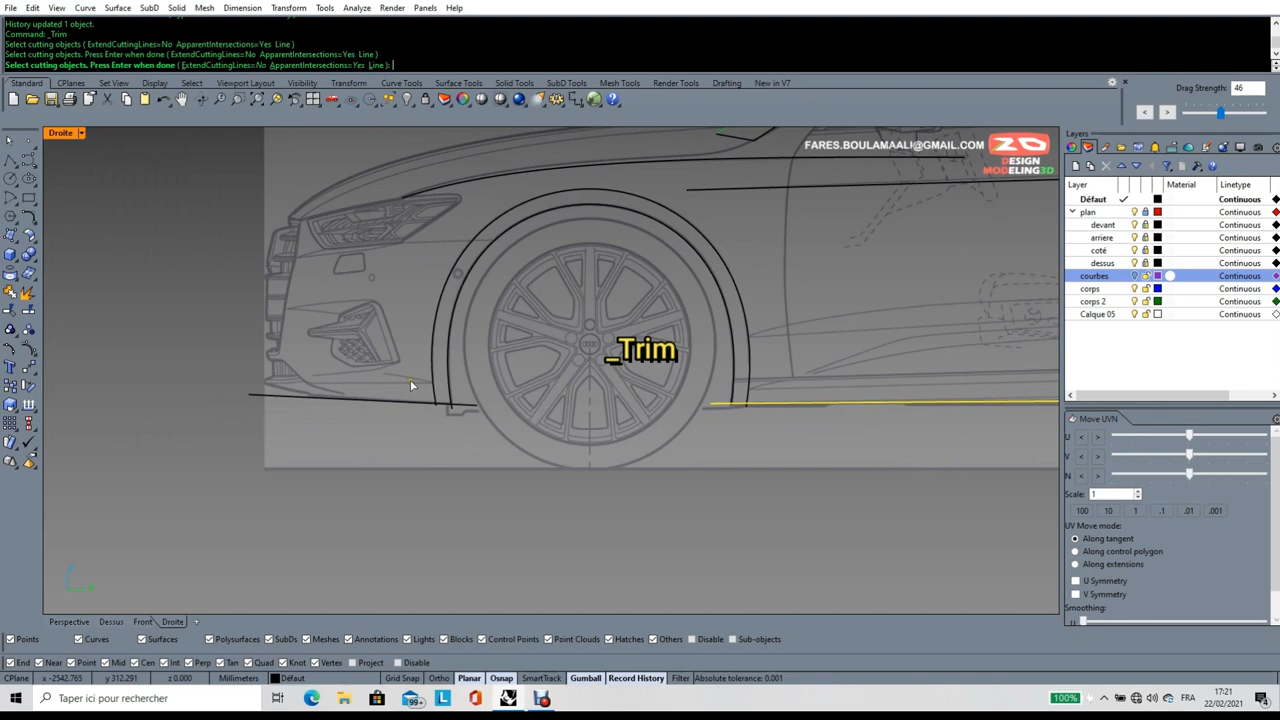 File Edit View Curve Surface SubD Solid Mesh Dimension Transform Tools Analyze Render Panels Help
History updated 1 object.
Command: _Trim
Select cutting objects ( ExtendCuttingLines=No ApparentIntersections=Yes Line )
Select cutting objects. Press Enter when done ( ExtendCuttingLines=No ApparentIntersections=Yes Line )
Select cutting objects. Press Enter when done ( ExtendCuttingLines=No ApparentIntersections=Yes Line ):
Standard CPlanes Set View Display Select Viewport Layout Visibility Transform Curve Tools Surface Tools Solid Tools SubD Tools Mesh Tools Render Tools Drafting New in V7
Drag Strength: 46
< >
Droite
FARES.BOULAMAALI@GMAIL.COM
DESIGN
MODELING3D
Layers
Layer Material Linetype
Défaut Continuous
plan Continuous
devant Continuous
arriere Continuous
coté Continuous
dessus Continuous
courbes Continuous
corps Continuous
corps 2 Continuous
Calque 05 Continuous
_Trim
Move UVN
U < >
V < >
N < >
Scale: 1
100 10 1 .1 .01 .001
UV Move mode:
Along tangent
Along control polygon
Along extensions
U Symmetry
V Symmetry
Smoothing:
Perspective Dessus Front Droite
Points Curves Surfaces Polysurfaces SubDs Meshes Annotations Lights Blocks Control Points Point Clouds Hatches Others Disable Sub-objects
End Near Point Mid Cen Int Perp Tan Quad Knot Vertex Project Disable
CPlane x -2542.765 y 312.291 z 0.000 Millimeters Défaut Grid Snap Ortho Planar Osnap SmartTrack Gumball Record History Filter Absolute tolerance: 0.001
Taper ici pour rechercher
99+
100%
FRA
17:21
22/02/2021
4